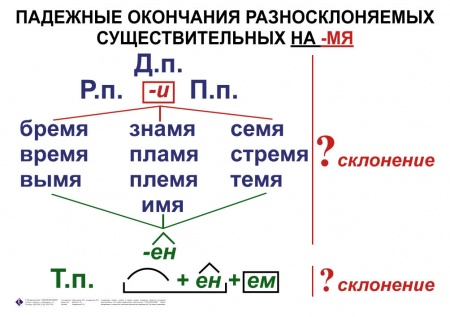 ПАДЕЖНЫЕ ОКОНЧАНИЯ РАЗНОСКЛОНЯЕМЫХ
СУЩЕСТВИТЕЛЬНЫХ НА -МЯ
Д.п.
Р.п. -и П.п.
бремя знамя семя
время пламя стремя
вымя племя темя
имя
? склонение
-ен
Т.п. + ен + ем
? склонение